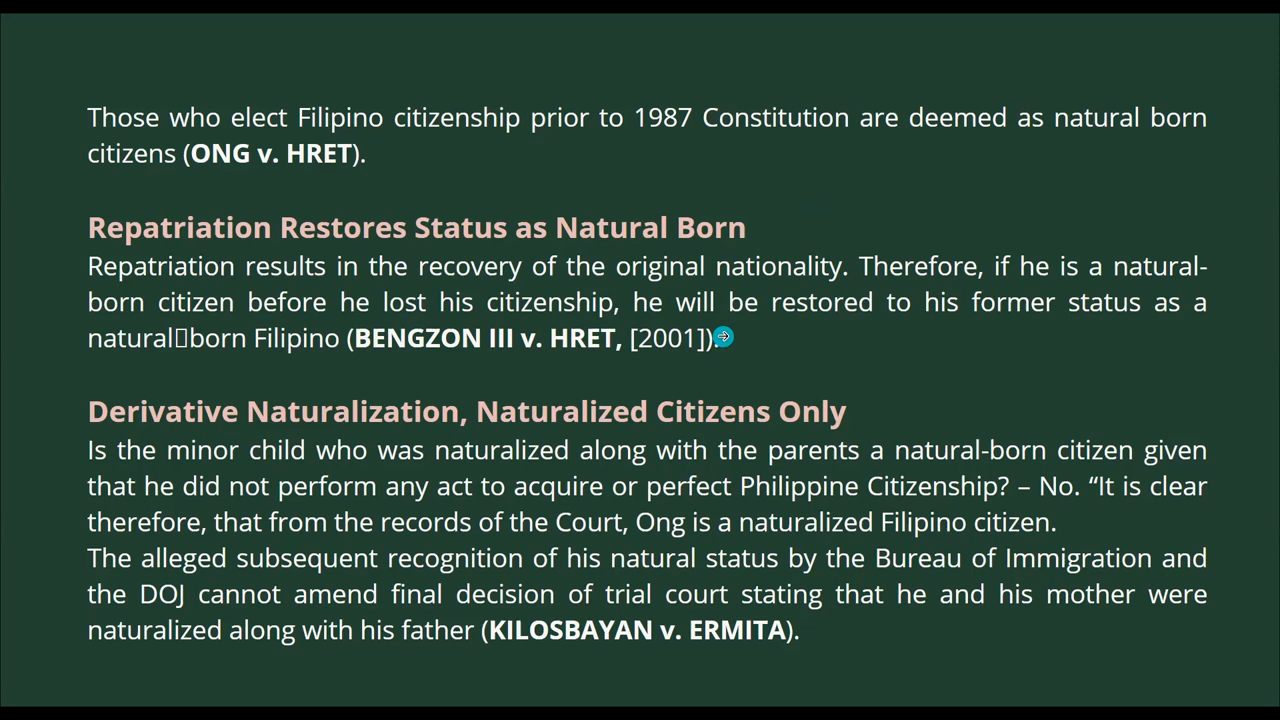 Those who elect Filipino citizenship prior to 1987 Constitution are deemed as natural born
citizens (ONG v. HRET).
Repatriation Restores Status as Natural Born
Repatriation results in the recovery of the original nationality. Therefore, if he is a natural-
born citizen before he lost his citizenship, he will be restored to his former status as a
natural▯born Filipino (BENGZON III v. HRET, [2001]).
Derivative Naturalization, Naturalized Citizens Only
Is the minor child who was naturalized along with the parents a natural-born citizen given
that he did not perform any act to acquire or perfect Philippine Citizenship? – No. “It is clear
therefore, that from the records of the Court, Ong is a naturalized Filipino citizen.
The alleged subsequent recognition of his natural status by the Bureau of Immigration and
the DOJ cannot amend final decision of trial court stating that he and his mother were
naturalized along with his father (KILOSBAYAN v. ERMITA).